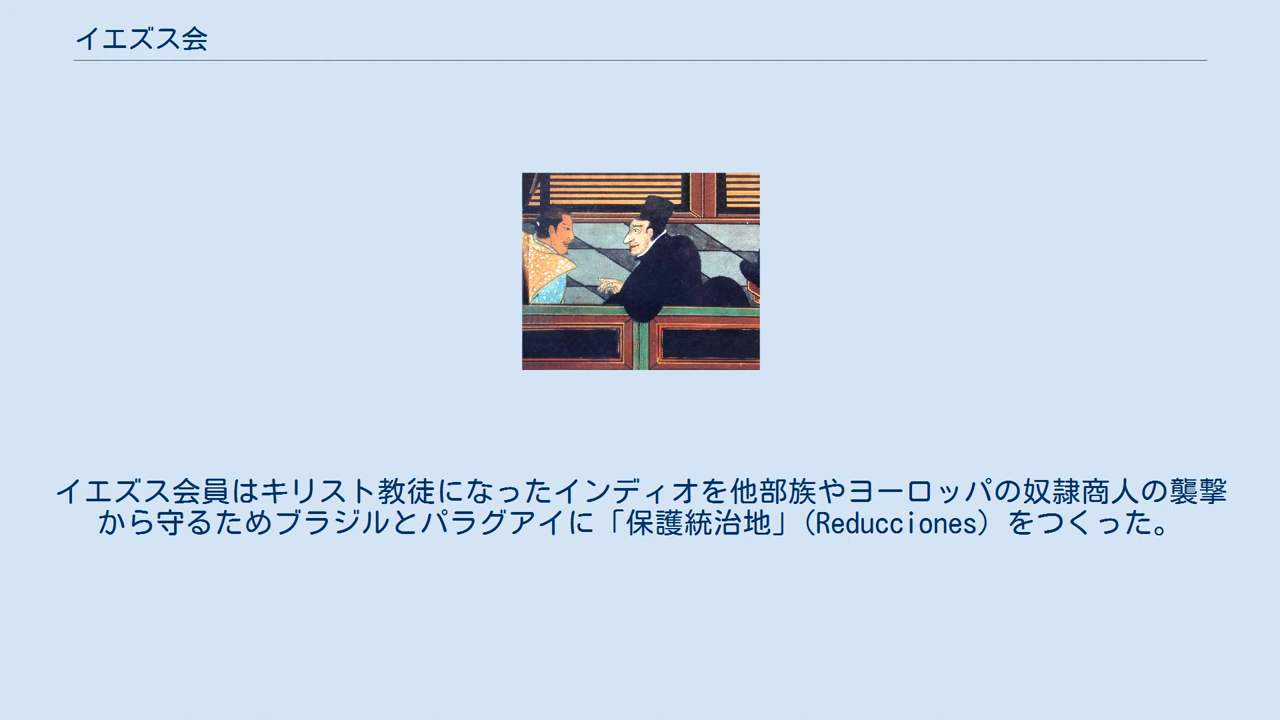 イエズス会
イエズス会員はキリスト教徒になったインディオを他部族やヨーロッパの奴隷商人の襲撃
から守るためブラジルとパラグアイに「保護統治地」(Reducciones）をつくった。